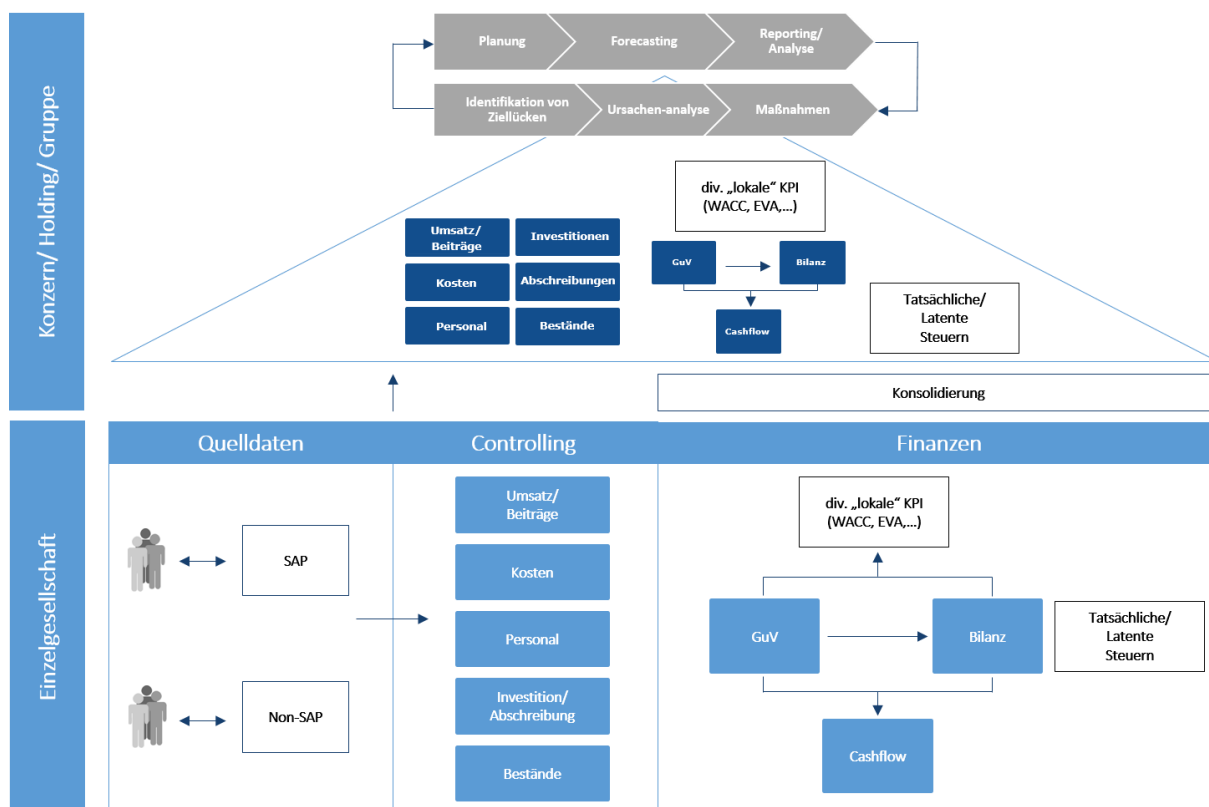 Konzern/ Holding/ Gruppe
Planung
Forecasting
Reporting/
Analyse
Identifikation von
Ziellücken
Ursachen-analyse
Maßnahmen
div. „lokale“ KPI
(WACC, EVA,...)
Umsatz/
Beiträge
Investitionen
Kosten
Abschreibungen
Personal
Bestände
GuV
Bilanz
Cashflow
Tatsächliche/
Latente
Steuern
Konsolidierung
Einzelgesellschaft
Quelldaten
Controlling
Finanzen
SAP
Non-SAP
Umsatz/
Beiträge
Kosten
Personal
Investition/
Abschreibung
Bestände
div. „lokale“ KPI
(WACC, EVA,...)
GuV
Bilanz
Tatsächliche/
Latente
Steuern
Cashflow